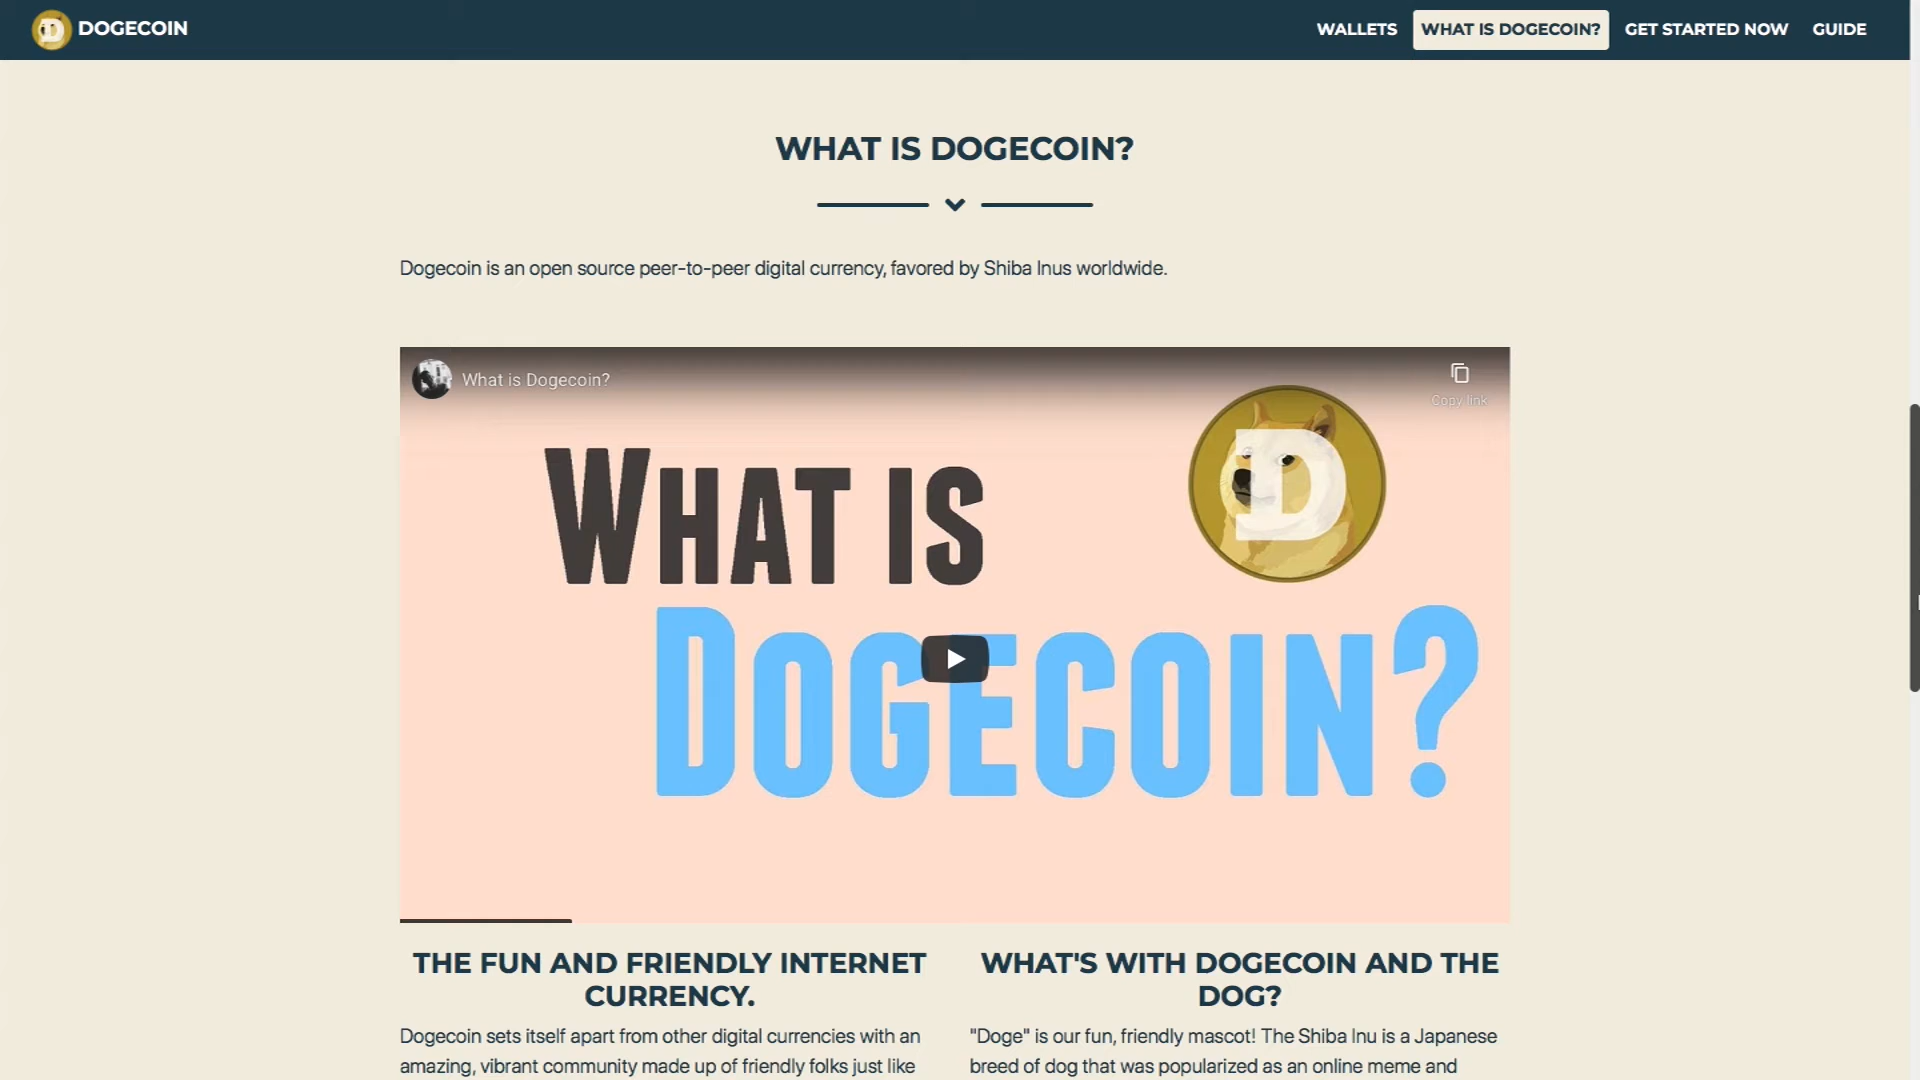 DOGECOIN
WALLETS
WHAT IS DOGECOIN?
GET STARTED NOW
GUIDE
WHAT IS DOGECOIN?
Dogecoin is an open source peer-to-peer digital currency, favored by Shiba Inus worldwide.
What is Dogecoin?
Copy link
WHAT IS
D
DOGECOIN?
THE FUN AND FRIENDLY INTERNET
CURRENCY.
Dogecoin sets itself apart from other digital currencies with an
amazing, vibrant community made up of friendly folks just like
WHAT'S WITH DOGECOIN AND THE
DOG?
"Doge" is our fun, friendly mascot! The Shiba Inu is a Japanese
breed of dog that was popularized as an online meme and